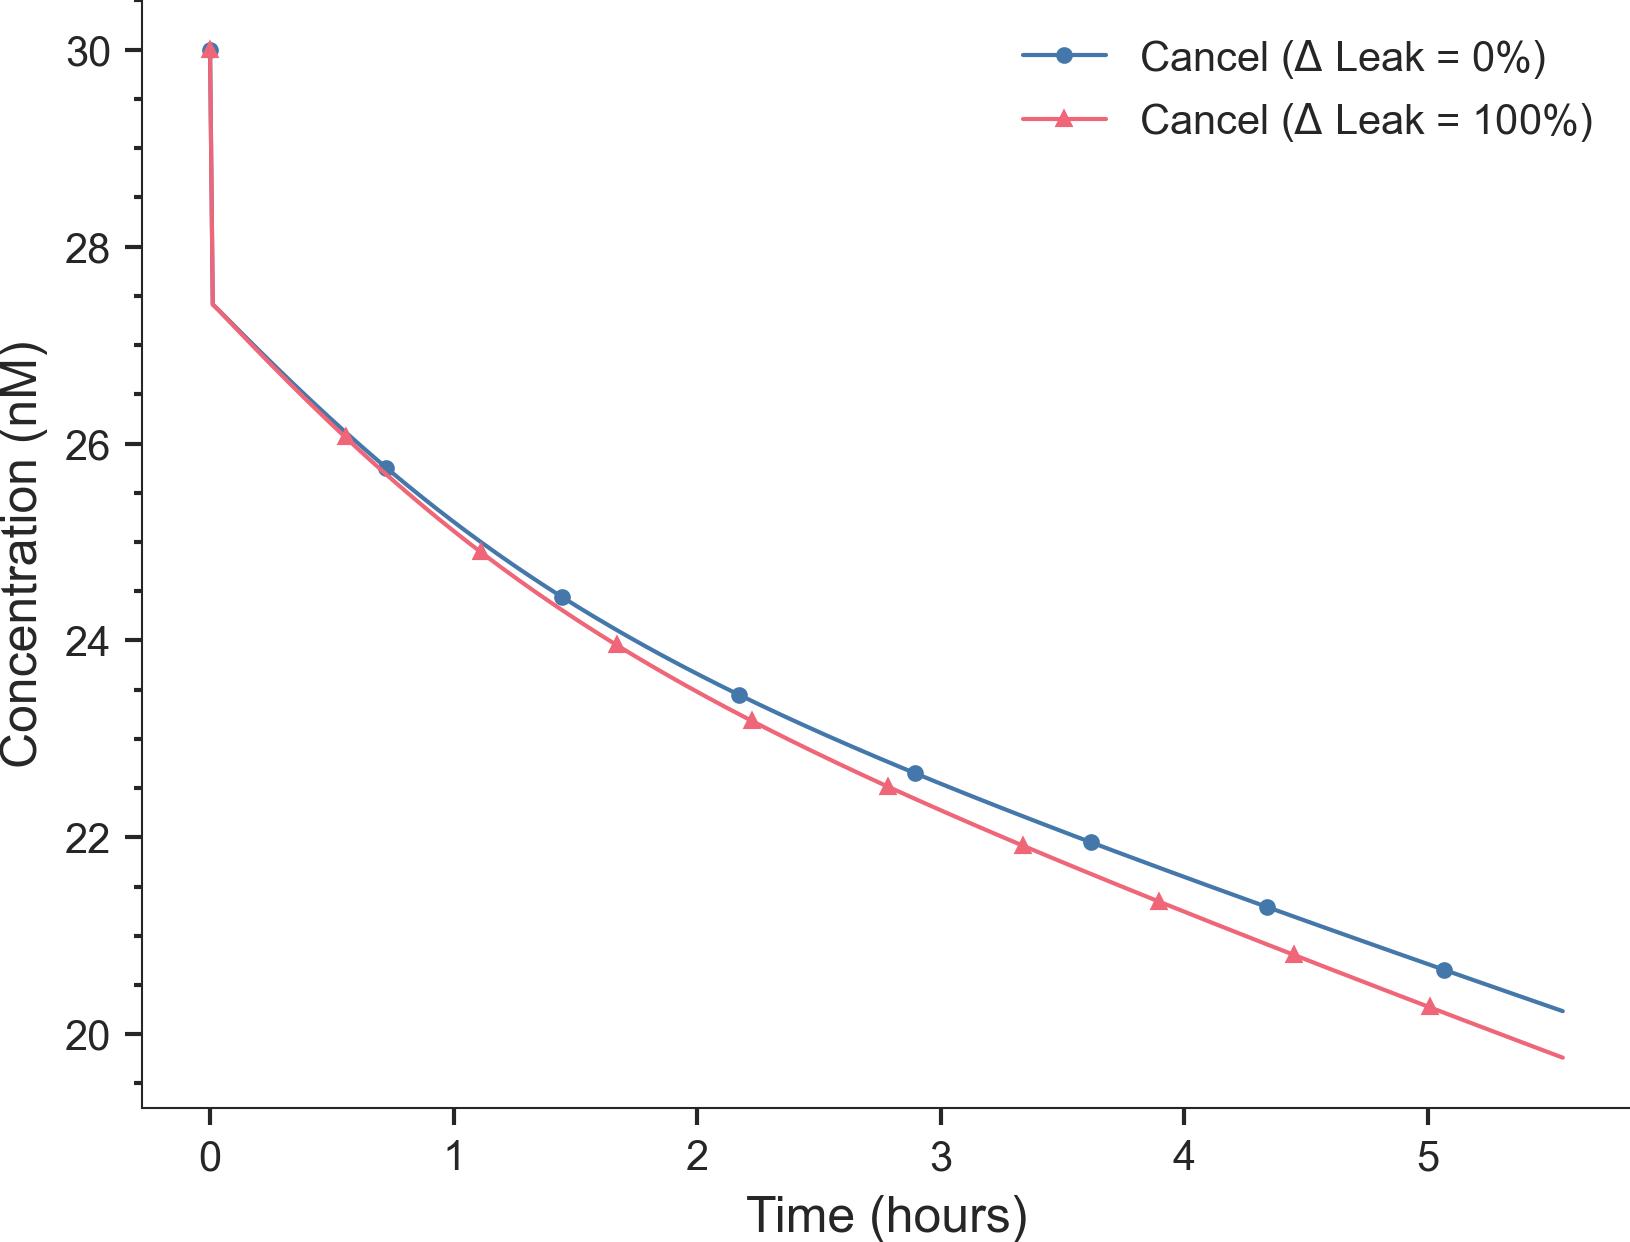 Cancel (Δ Leak = 0%)
Cancel (Δ Leak = 100%)
Concentration (nM)
30
28
26
24
22
20
0 1 2 3 4 5
Time (hours)